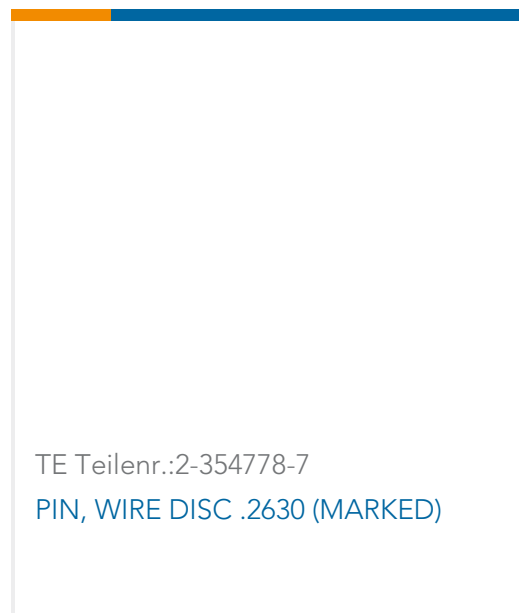 TE Teilenr.:2-354778-7
PIN, WIRE DISC .2630 (MARKED)